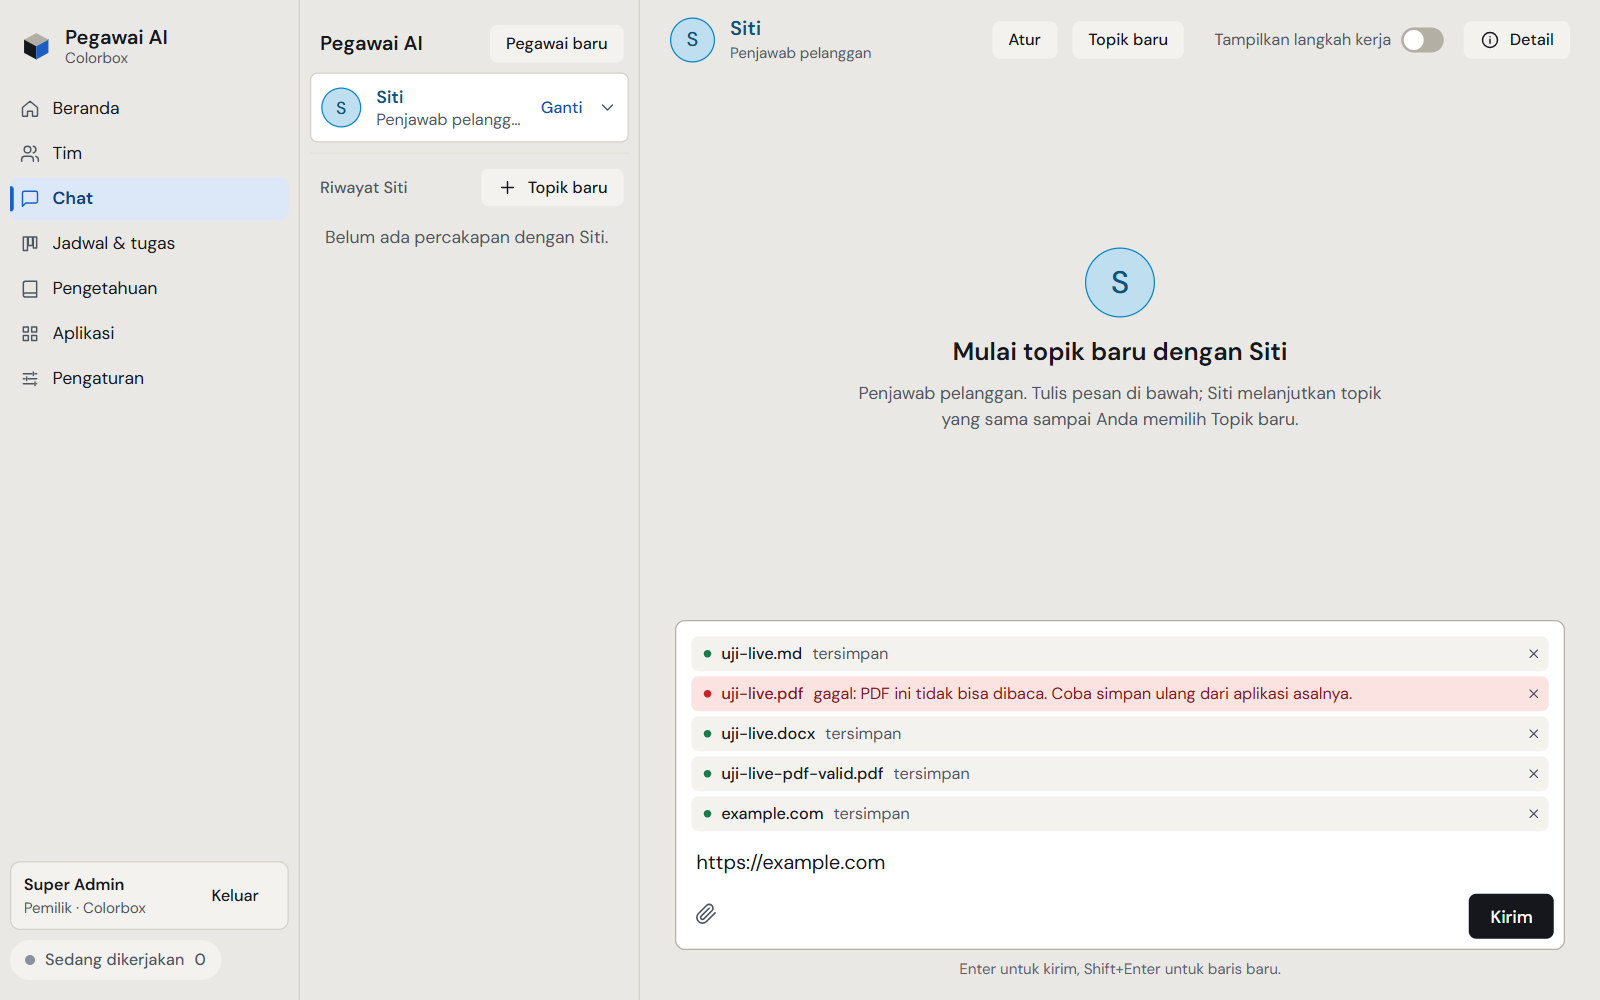 Pegawai AI
Colorbox
Beranda
Tim
Chat
Jadwal & tugas
Pengetahuan
Aplikasi
Pengaturan
Super Admin
Pemilik · Colorbox
Keluar
Sedang dikerjakan 0
Pegawai AI
Pegawai baru
S
Siti
Penjawab pelangg...
Ganti
Riwayat Siti
Topik baru
Belum ada percakapan dengan Siti.
S
Siti
Penjawab pelanggan
Atur
Topik baru
Tampilkan langkah kerja
Detail
S
Mulai topik baru dengan Siti
Penjawab pelanggan. Tulis pesan di bawah; Siti melanjutkan topik
yang sama sampai Anda memilih Topik baru.
uji-live.md tersimpan
uji-live.pdf gagal: PDF ini tidak bisa dibaca. Coba simpan ulang dari aplikasi asalnya.
uji-live.docx tersimpan
uji-live-pdf-valid.pdf tersimpan
example.com tersimpan
https://example.com
Kirim
Enter untuk kirim, Shift+Enter untuk baris baru.